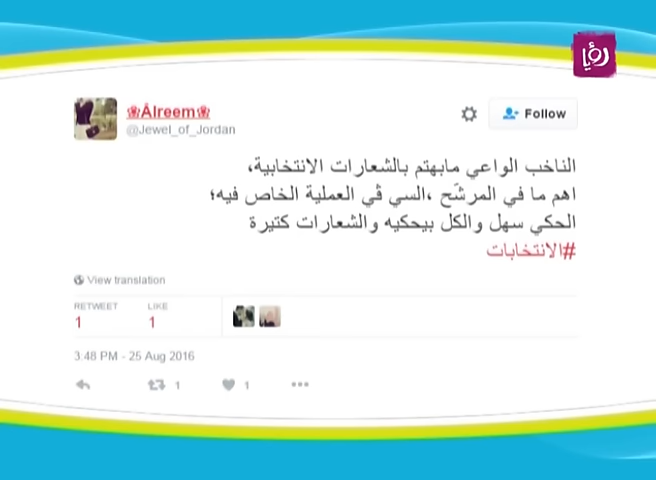 رؤيا
❀Âlreem❀
@Jewel_of_Jordan
Follow
الناخب الواعي مابهتم بالشعارات الانتخابية،
اهم ما في المرشّح ،السي ڤي العملية الخاص فيه؛
الحكي سهل والكل بيحكيه والشعارات كتيرة
#الانتخابات
View translation
RETWEET LIKE
1 1
3:48 PM - 25 Aug 2016
1 1